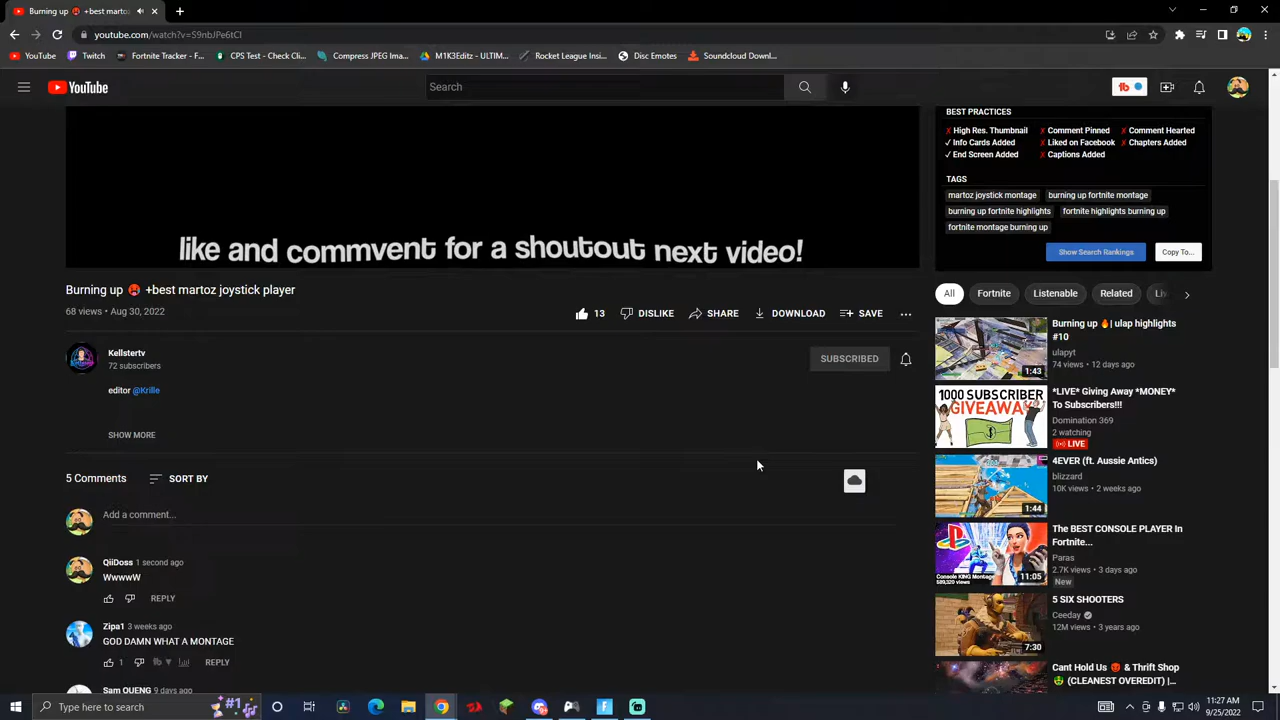 Burning up 😡 +best marto
youtube.com/watch?v=S9nbJPe6tCI
YouTube
Twitch
Fortnite Tracker - F...
CPS Test - Check Cli...
Compress JPEG Ima...
M1K3Editz - ULTIM...
Rocket League Insi...
Disc Emotes
Soundcloud Down...
YouTube
Search
like and commvent for a shoutout next video!
Burning up 😡 +best martoz joystick player
68 views • Aug 30, 2022
13
DISLIKE
SHARE
DOWNLOAD
SAVE
Kellstertv
72 subscribers
SUBSCRIBED
editor @Krille
SHOW MORE
5 Comments
SORT BY
Add a comment...
QiiDoss 1 second ago
WwwwW
REPLY
Zipa1 3 weeks ago
GOD DAMN WHAT A MONTAGE
1
REPLY
Sam OUENG 9 days ago
BEST PRACTICES
✗ High Res. Thumbnail ✗ Comment Pinned ✗ Comment Hearted
✓ Info Cards Added ✗ Liked on Facebook ✗ Chapters Added
✓ End Screen Added ✗ Captions Added
TAGS
martoz joystick montage burning up fortnite montage
burning up fortnite highlights fortnite highlights burning up
fortnite montage burning up
Show Search Rankings Copy To...
All Fortnite Listenable Related Liv
Burning up 🔥| ulap highlights
#10
ulapyt
74 views • 12 days ago
1:43
*LIVE* Giving Away *MONEY*
To Subscribers!!!
Domination 369
2 watching
LIVE
1000 SUBSCRIBER
GIVEAWAY
4EVER (ft. Aussie Antics)
blizzard
10K views • 2 weeks ago
1:44
The BEST CONSOLE PLAYER In
Fortnite...
Paras
2.7K views • 3 days ago
New
Console KING Montage
589,329 views
11:05
5 SIX SHOOTERS
Ceeday
12M views • 3 years ago
7:30
Cant Hold Us 😡 & Thrift Shop
🤑 (CLEANEST OVEREDIT) |...
Type here to search
#1
11:27 AM
9/25/2022